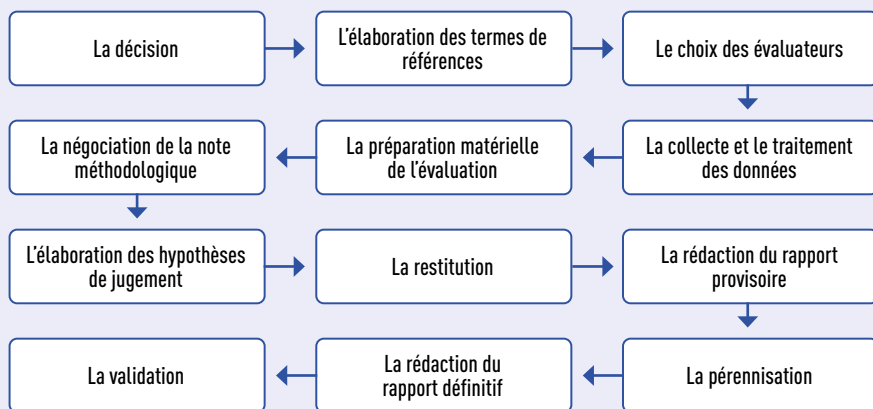 La décision
L'élaboration des termes de
références
Le choix des évaluateurs
La négociation de la note
méthodologique
La préparation matérielle
de l'évaluation
La collecte et le traitement
des données
L'élaboration des hypothèses
de jugement
La restitution
La rédaction du rapport
provisoire
La validation
La rédaction du
rapport définitif
La pérennisation